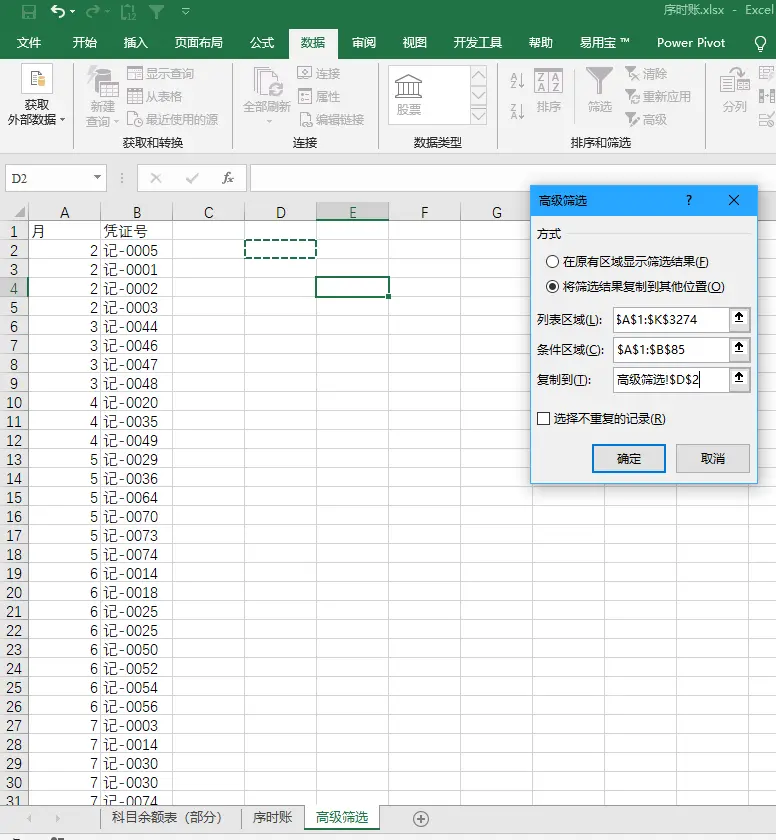 序时账.xlsx - Excel
文件 开始 插入 页面布局 公式 数据 审阅 视图 开发工具 帮助 易用宝 ™ Power Pivot
获取
外部数据
新建
查询
显示查询
从表格
最近使用的源
获取和转换
全部刷新
连接
属性
编辑链接
连接
股票
数据类型
排序
筛选
清除
重新应用
高级
排序和筛选
分列
D2
fx
A B C D E F G
1 月 凭证号
2 2 记-0005
3 2 记-0001
4 2 记-0002
5 2 记-0003
6 3 记-0044
7 3 记-0046
8 3 记-0047
9 3 记-0048
10 4 记-0020
11 4 记-0035
12 4 记-0049
13 5 记-0029
14 5 记-0036
15 5 记-0064
16 5 记-0070
17 5 记-0073
18 5 记-0074
19 6 记-0014
20 6 记-0018
21 6 记-0025
22 6 记-0025
23 6 记-0050
24 6 记-0052
25 6 记-0054
26 6 记-0056
27 7 记-0003
28 7 记-0014
29 7 记-0030
30 7 记-0030
31 7 记-0074
高级筛选 ? ×
方式
在原有区域显示筛选结果(F)
将筛选结果复制到其他位置(O)
列表区域(L): $A$1:$K$3274
条件区域(C): $A$1:$B$85
复制到(T): 高级筛选!$D$2
选择不重复的记录(R)
确定 取消
科目余额表（部分） 序时账 高级筛选